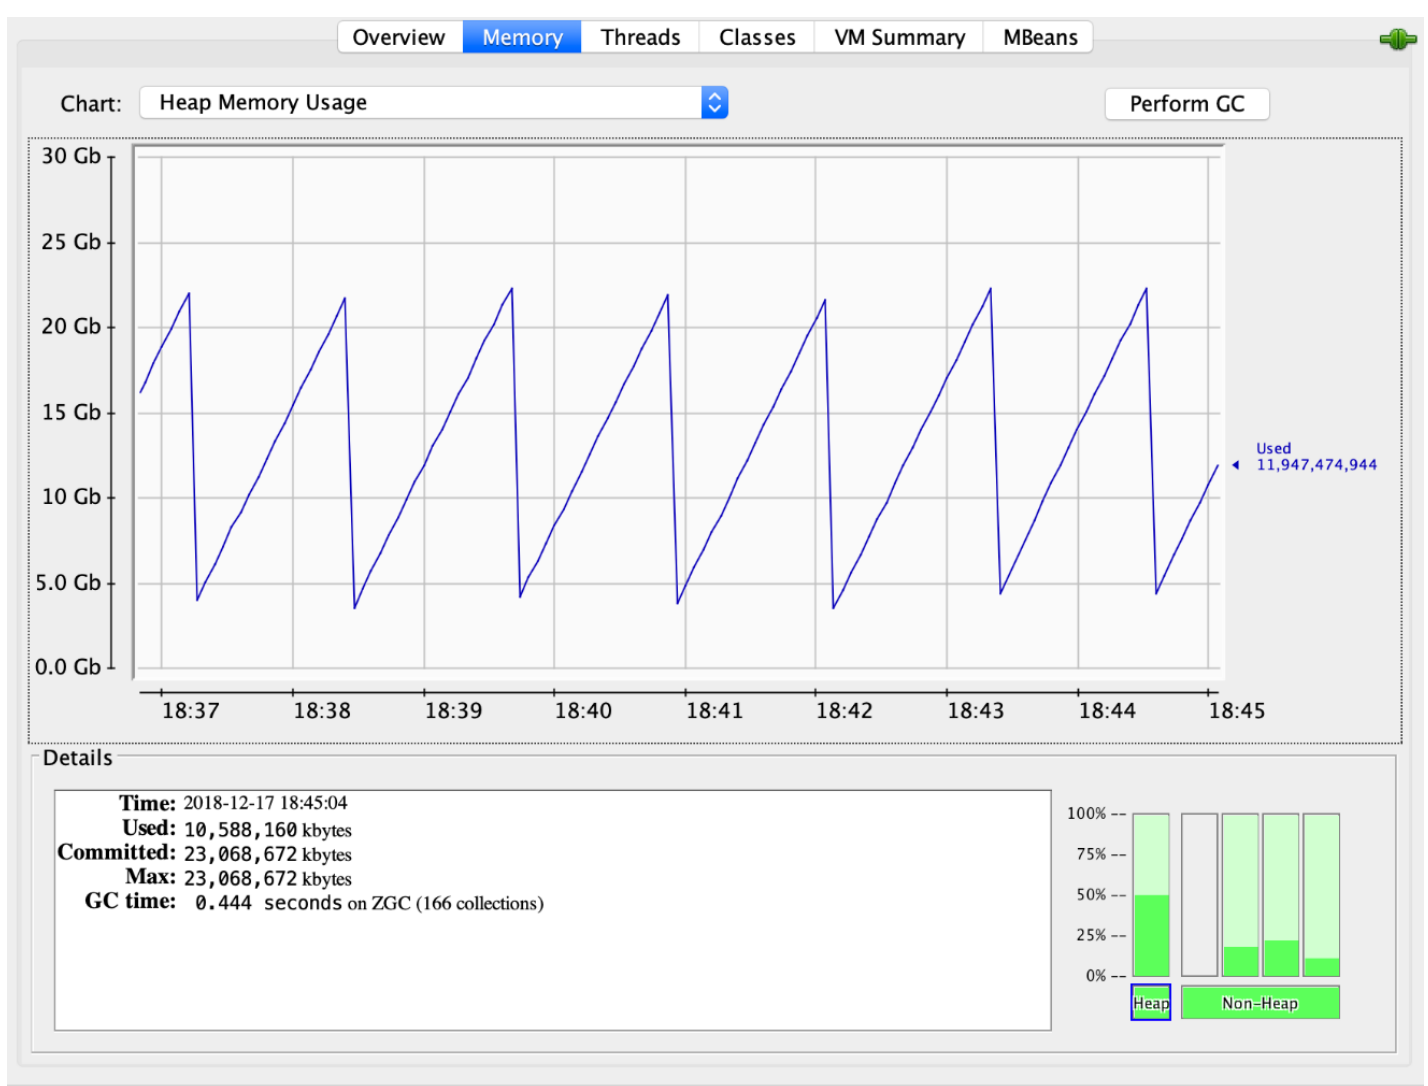 Overview Memory Threads Classes VM Summary MBeans
Chart: Heap Memory Usage Perform GC
30 Gb
25 Gb
20 Gb
15 Gb
10 Gb
5.0 Gb
0.0 Gb
Used
11,947,474,944
18:37 18:38 18:39 18:40 18:41 18:42 18:43 18:44 18:45
Details
Time: 2018-12-17 18:45:04
Used: 10,588,160 kbytes
Committed: 23,068,672 kbytes
Max: 23,068,672 kbytes
GC time: 0.444 seconds on ZGC (166 collections)
100% --
75% --
50% --
25% --
0% --
Heap Non-Heap